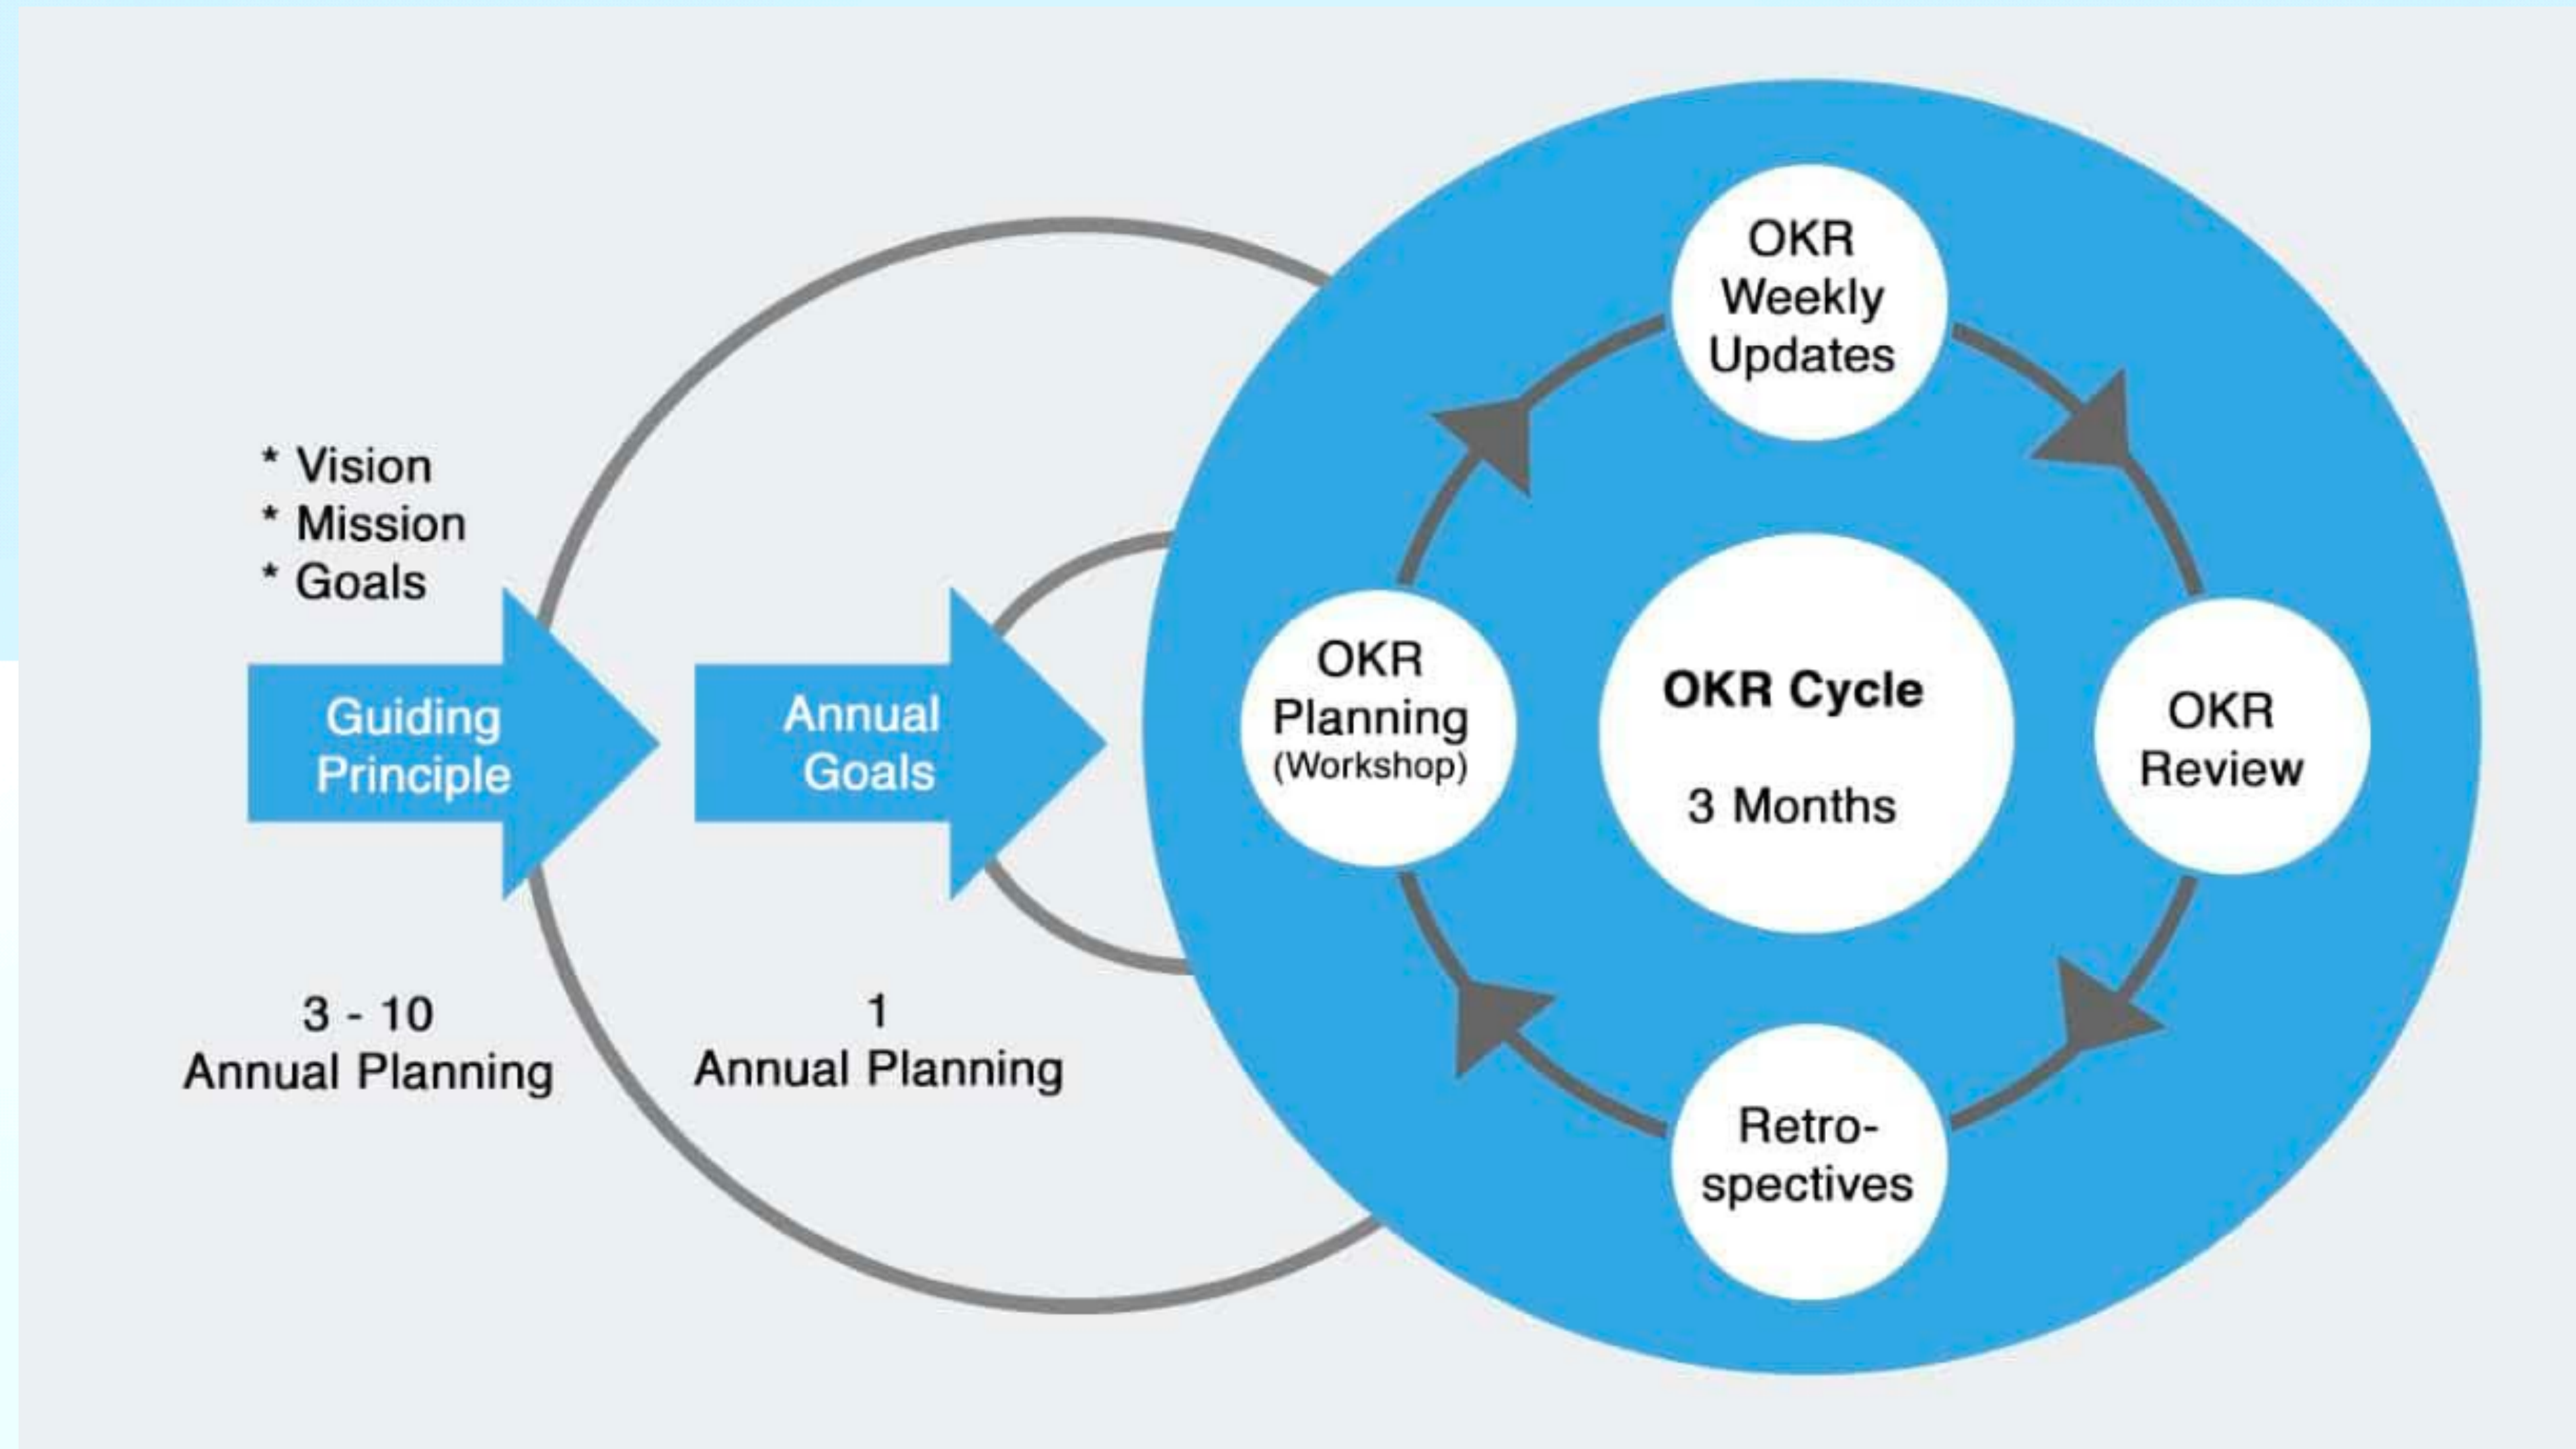 * Vision
* Mission
* Goals
Guiding
Principle
3 - 10
Annual Planning
Annual
Goals
1
Annual Planning
OKR
Weekly
Updates
OKR
Planning
(Workshop)
OKR Cycle
3 Months
OKR
Review
Retro-
spectives